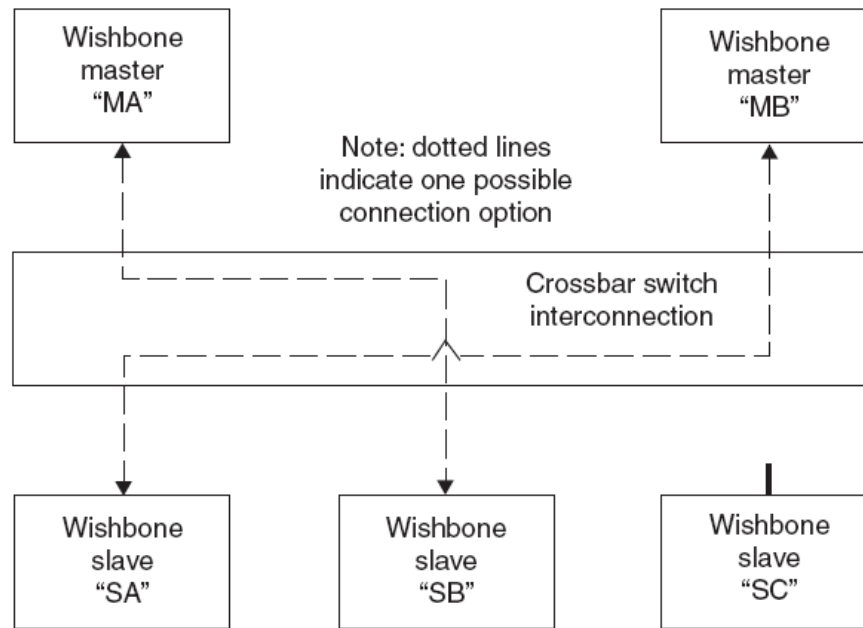 Wishbone
master
“MA”
Wishbone
master
“MB”
Note: dotted lines
indicate one possible
connection option
Crossbar switch
interconnection
Wishbone
slave
“SA”
Wishbone
slave
“SB”
Wishbone
slave
“SC”